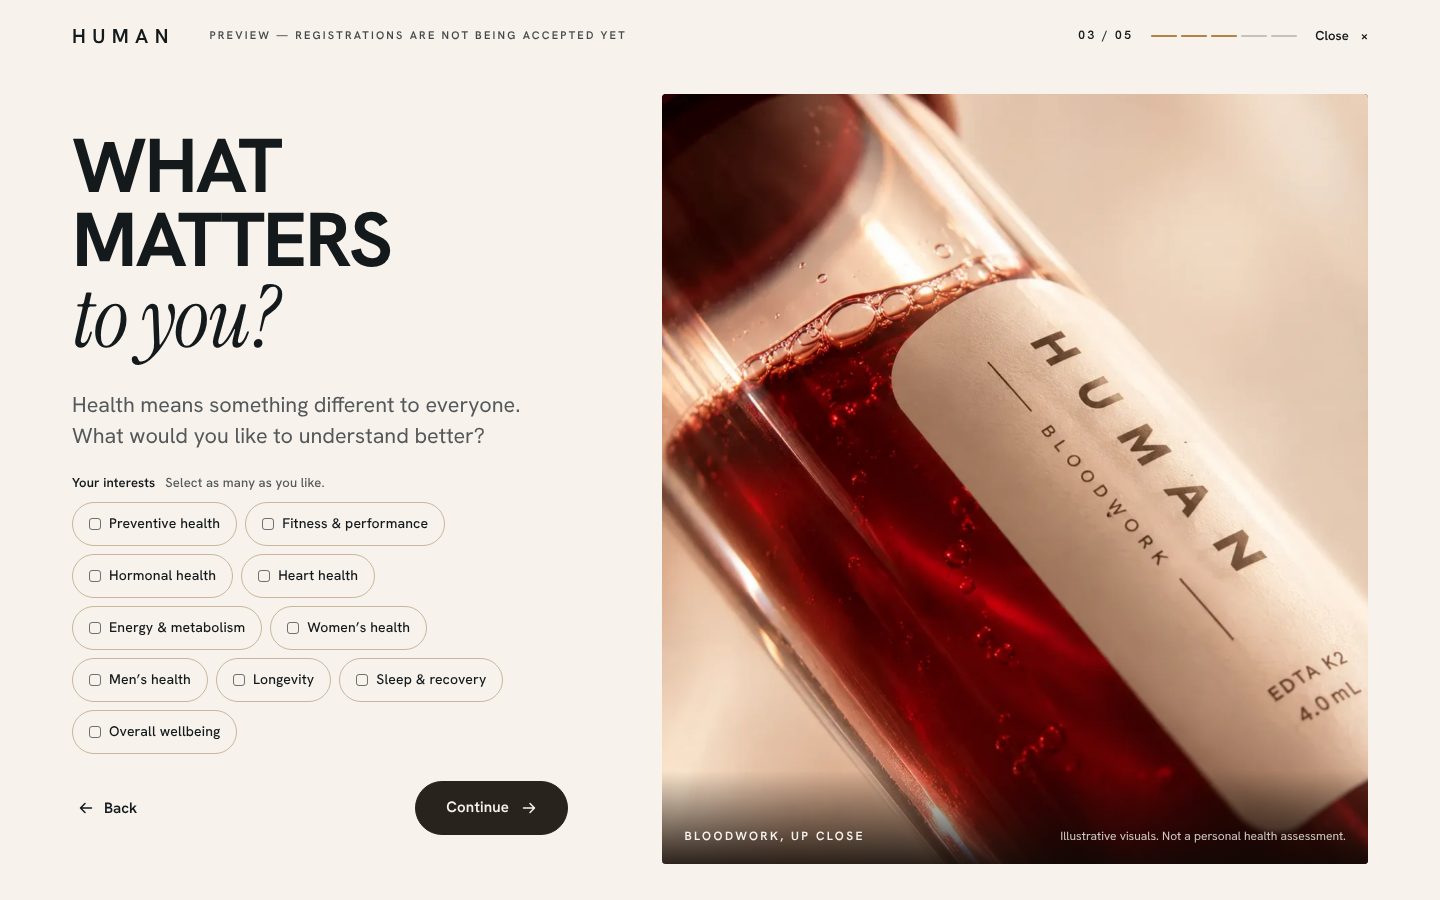 HUMAN
PREVIEW — REGISTRATIONS ARE NOT BEING ACCEPTED YET
03 / 05
Close ×
WHAT
MATTERS
to you?
Health means something different to everyone.
What would you like to understand better?
Your interests Select as many as you like.
Preventive health
Fitness & performance
Hormonal health
Heart health
Energy & metabolism
Women’s health
Men’s health
Longevity
Sleep & recovery
Overall wellbeing
← Back
Continue →
HUMAN
BLOODWORK
EDTA K2
4.0 mL
BLOODWORK, UP CLOSE
Illustrative visuals. Not a personal health assessment.